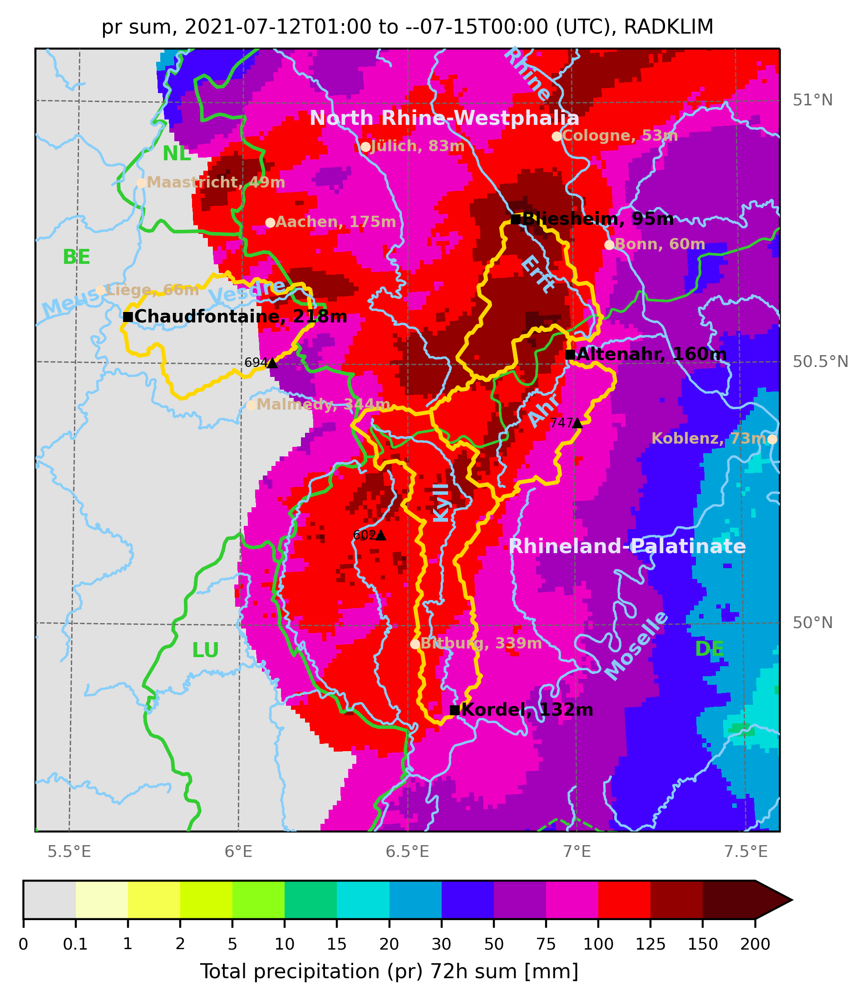 pr sum, 2021-07-12T01:00 to --07-15T00:00 (UTC), RADKLIM
Rhine
51°N
North Rhine-Westphalia
Cologne, 53m
Jülich, 83m
NL
Maastricht, 49m
Bliesheim, 95m
Aachen, 175m
Bonn, 60m
BE
Erft
Liège, 66m
Vesdre
Meus
Chaudfontaine, 218m
Altenahr, 160m
694
50.5°N
Malmedy, 344m
Ahr
747
Koblenz, 73m
Kyll
602
Rhineland-Palatinate
50°N
Bitburg, 339m
Moselle
LU
DE
Kordel, 132m
5.5°E 6°E 6.5°E 7°E 7.5°E
0 0.1 1 2 5 10 15 20 30 50 75 100 125 150 200
Total precipitation (pr) 72h sum [mm]